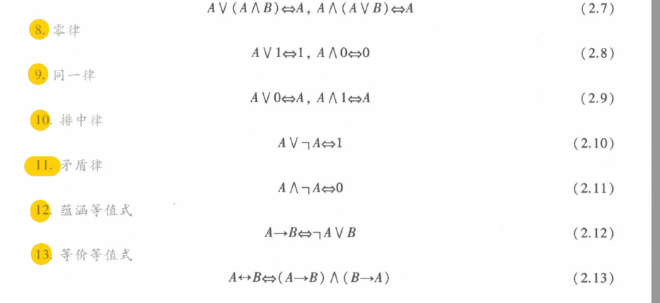 A∨(A∧B)⇔A, A∧(A∨B)⇔A (2.7)
8. 零律
A∨1⇔1, A∧0⇔0 (2.8)
9. 同一律
A∨0⇔A, A∧1⇔A (2.9)
10. 排中律
A∨¬A⇔1 (2.10)
11. 矛盾律
A∧¬A⇔0 (2.11)
12. 蕴涵等值式
A→B⇔¬A∨B (2.12)
13. 等价等值式
A↔B⇔(A→B)∧(B→A) (2.13)